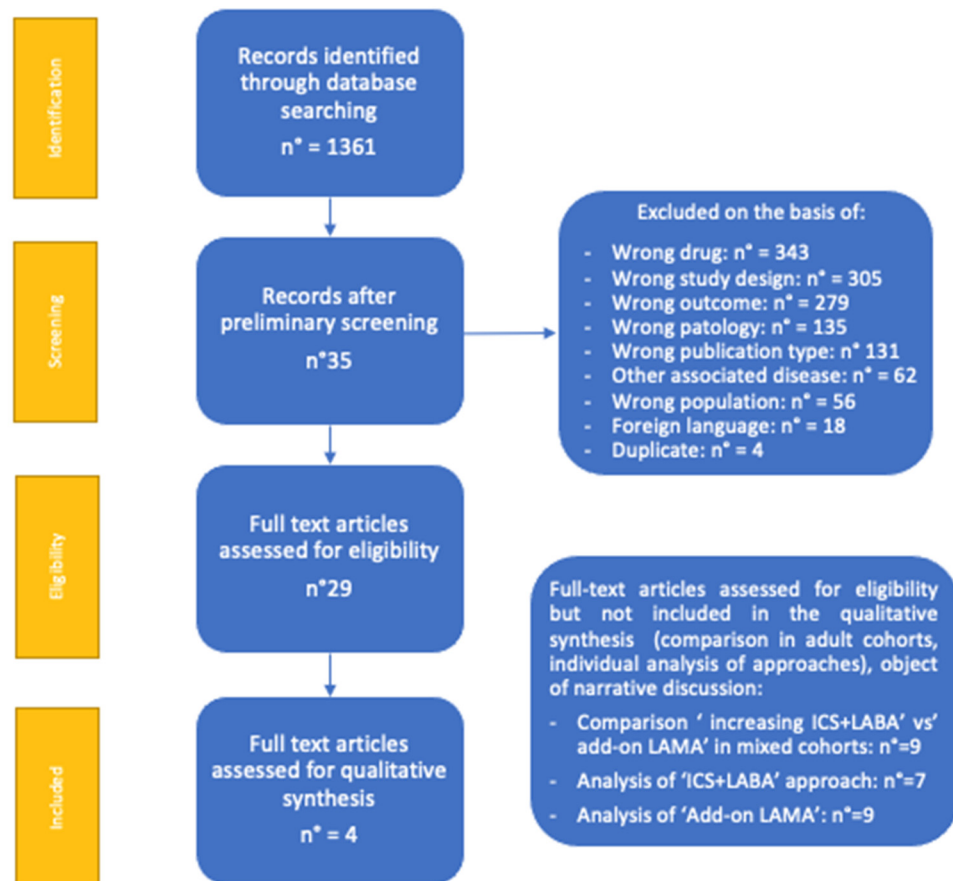 Identification
Records identified
through database
searching
n° = 1361
Screening
Records after
preliminary screening
n°35
Excluded on the basis of:
- Wrong drug: n° = 343
- Wrong study design: n° = 305
- Wrong outcome: n° = 279
- Wrong patology: n° = 135
- Wrong publication type: n° 131
- Other associated disease: n° = 62
- Wrong population: n° = 56
- Foreign language: n° = 18
- Duplicate: n° = 4
Eligibility
Full text articles
assessed for eligibility
n°29
Full-text articles assessed for eligibility
but not included in the qualitative
synthesis (comparison in adult cohorts,
individual analysis of approaches), object
of narrative discussion:
- Comparison ‘ increasing ICS+LABA’ vs’
add-on LAMA’ in mixed cohorts: n°=9
- Analysis of ‘ICS+LABA’ approach: n°=7
- Analysis of ‘Add-on LAMA’: n°=9
Included
Full text articles
assessed for qualitative
synthesis
n° = 4